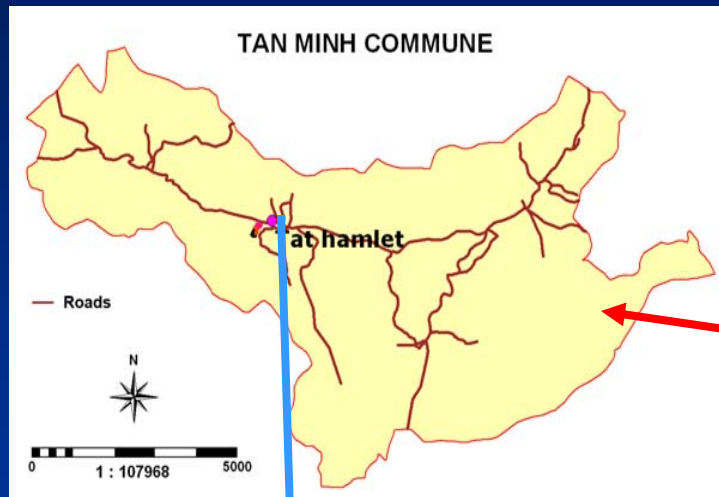 TAN MINH COMMUNE
at hamlet
Roads
N
0 5000
1 : 107968